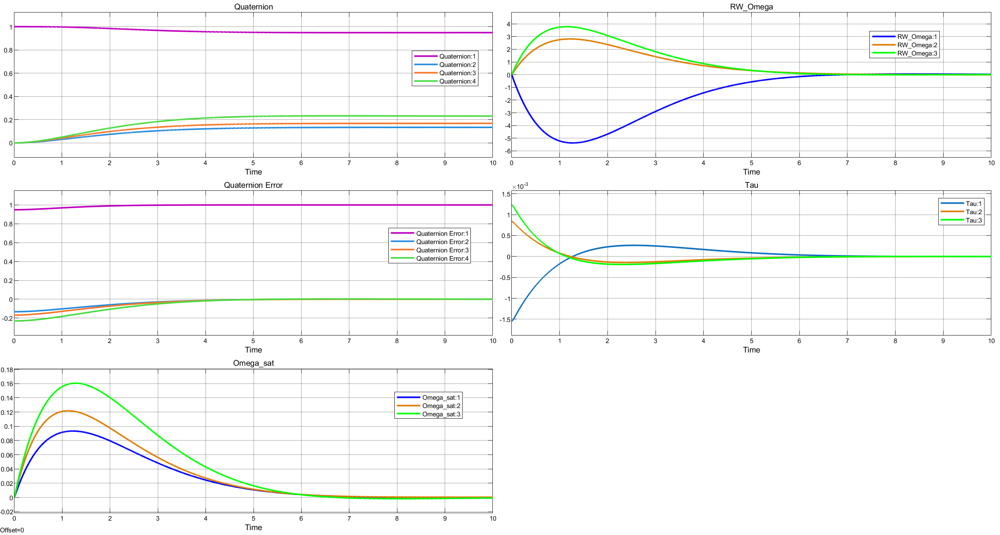 Quaternion
1
0.8
0.6
0.4
0.2
0
Quaternion:1
Quaternion:2
Quaternion:3
Quaternion:4
0 1 2 3 4 5 6 7 8 9 10
Time
RW_Omega
4
3
2
1
0
-1
-2
-3
-4
-5
-6
RW_Omega:1
RW_Omega:2
RW_Omega:3
0 1 2 3 4 5 6 7 8 9 10
Time
Quaternion Error
1
0.8
0.6
0.4
0.2
0
-0.2
Quaternion Error:1
Quaternion Error:2
Quaternion Error:3
Quaternion Error:4
0 1 2 3 4 5 6 7 8 9 10
Time
×10-3
Tau
1.5
1
0.5
0
-0.5
-1
-1.5
Tau:1
Tau:2
Tau:3
0 1 2 3 4 5 6 7 8 9 10
Time
Omega_sat
0.18
0.16
0.14
0.12
0.1
0.08
0.06
0.04
0.02
0
-0.02
Omega_sat:1
Omega_sat:2
Omega_sat:3
0 1 2 3 4 5 6 7 8 9 10
Time
Offset=0